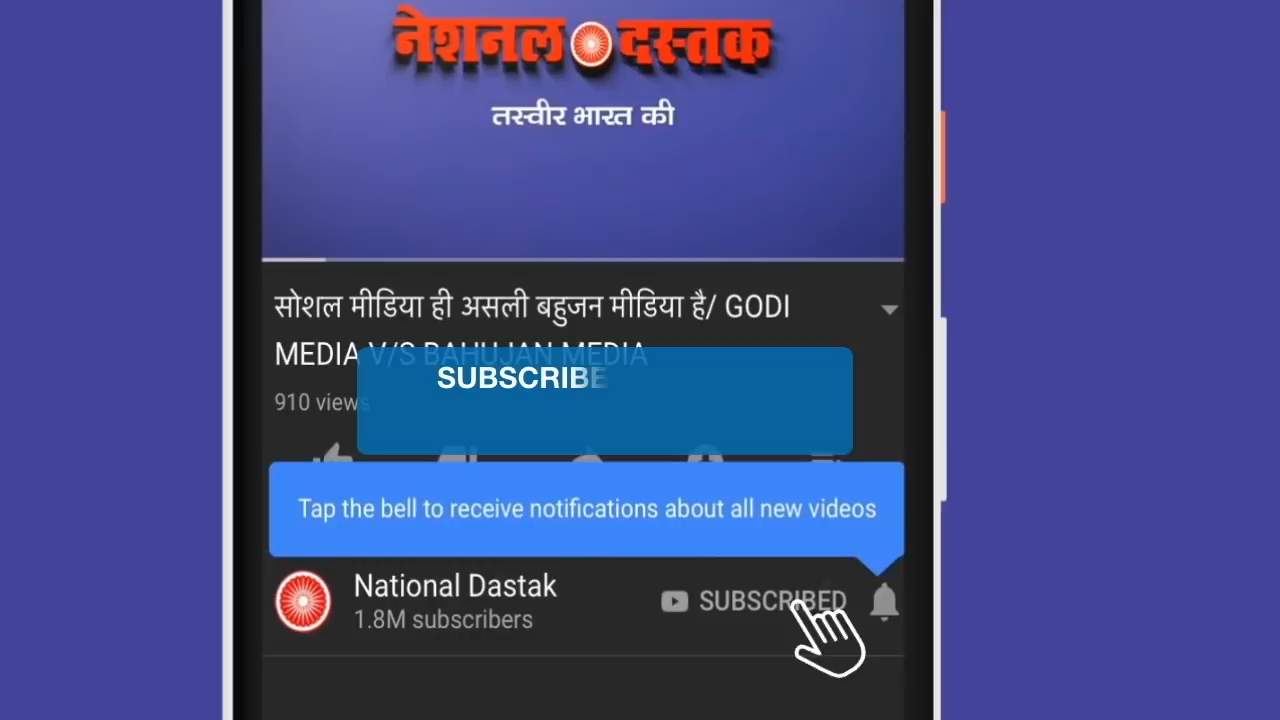 नेशनल दस्तक
तस्वीर भारत की
सोशल मीडिया ही असली बहुजन मीडिया है/ GODI
MEDIA V/S BAHUJAN MEDIA
910 views
SUBSCRIBE
Tap the bell to receive notifications about all new videos
National Dastak
SUBSCRIBED
1.8M subscribers